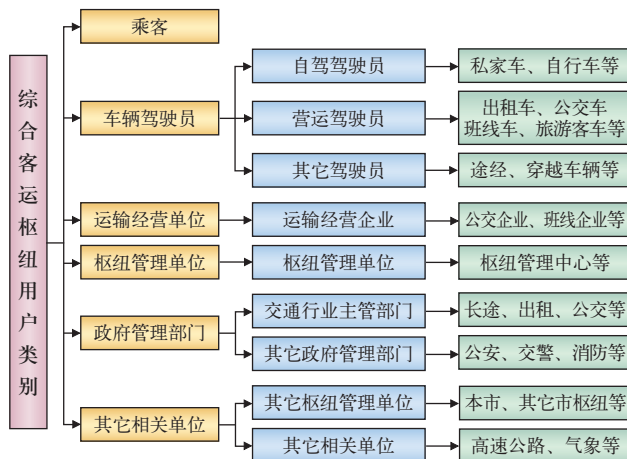 综合客运枢纽用户类别
乘客
车辆驾驶员
自驾驾驶员
私家车、自行车等
营运驾驶员
出租车、公交车
班线车、旅游客车等
其它驾驶员
途经、穿越车辆等
运输经营单位
运输经营企业
公交企业、班线企业等
枢纽管理单位
枢纽管理单位
枢纽管理中心等
政府管理部门
交通行业主管部门
长途、出租、公交等
其它政府管理部门
公安、交警、消防等
其它相关单位
其它枢纽管理单位
本市、其它市枢纽等
其它相关单位
高速公路、气象等